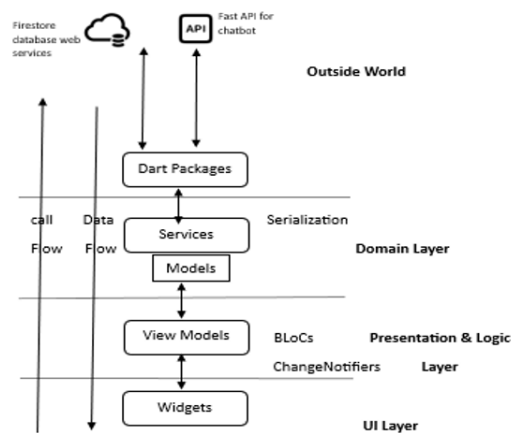 Firestore
database web
services
API
Fast API for
chatbot
Outside World
Dart Packages
call Data
Flow Flow
Services
Serialization
Models
Domain Layer
View Models
BLoCs
ChangeNotifiers
Presentation & Logic
Layer
Widgets
UI Layer